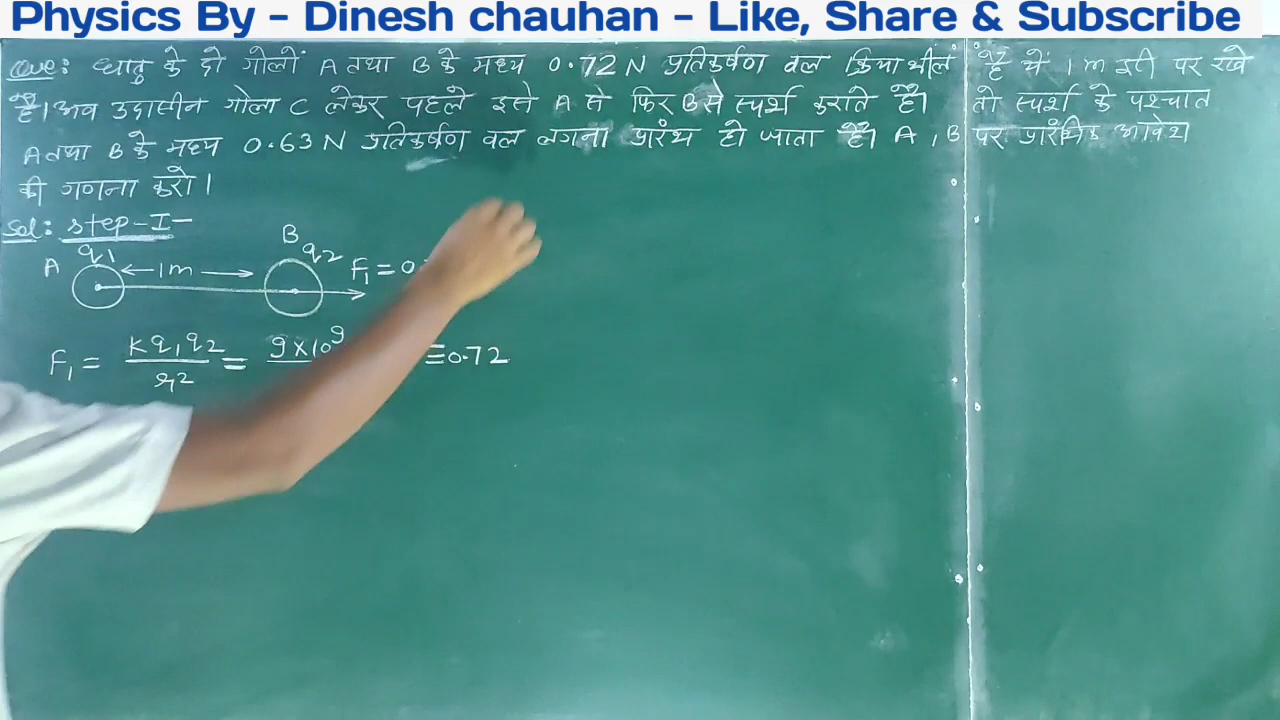 Physics By - Dinesh chauhan - Like, Share & Subscribe
Que: धातु के दो गोलों A तथा B के मध्य 0.72 N प्रतिकर्षण बल क्रियाशील है में 1 m दूरी पर रखे
हैं। अब उदासीन गोला C लेकर पहले इसे A से फिर B से स्पर्श कराते हैं। तो स्पर्श के पश्चात
A तथा B के मध्य 0.63 N प्रतिकर्षण बल लगना प्रारंभ हो जाता है। A, B पर प्रारंभिक आवेश
की गणना करो।
Sol: step-I-
A q1 ←1m→ B q2 F1 = 0.
F1 = Kq1q2/r2 = 9×10^9 = 0.72